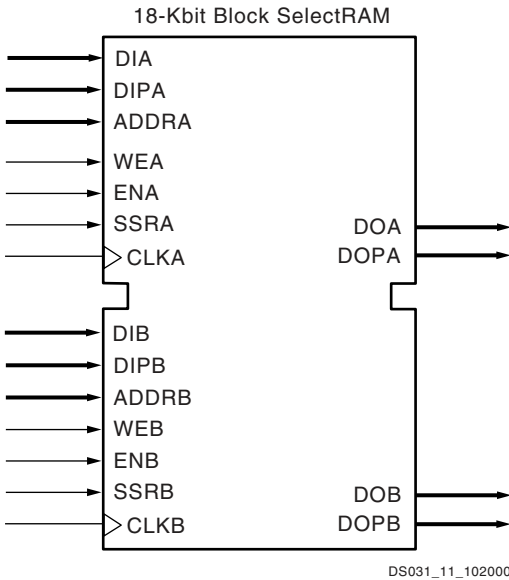 18-Kbit Block SelectRAM
DIA
DIPA
ADDRA
WEA
ENA
SSRA
DOA
CLKA
DOPA
DIB
DIPB
ADDRB
WEB
ENB
SSRB
DOB
CLKB
DOPB
DS031_11_102000